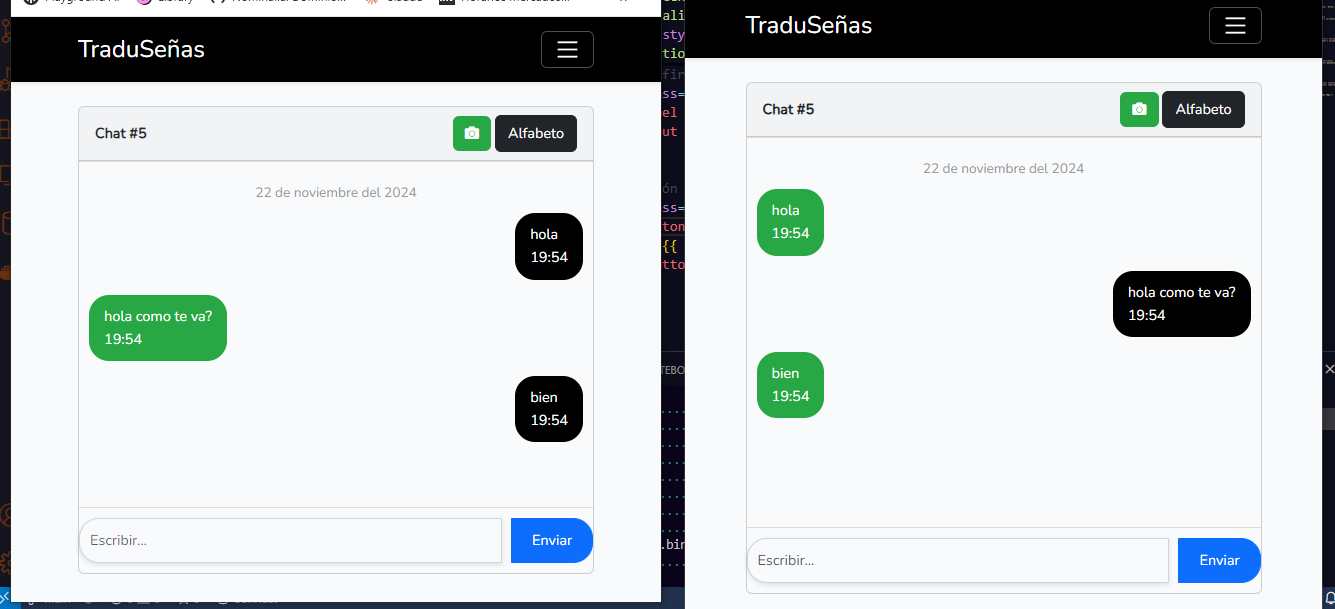 TraduSeñas
Chat #5
Alfabeto
22 de noviembre del 2024
hola
19:54
hola como te va?
19:54
bien
19:54
Escribir...
Enviar
TraduSeñas
Chat #5
Alfabeto
22 de noviembre del 2024
hola
19:54
hola como te va?
19:54
bien
19:54
Escribir...
Enviar